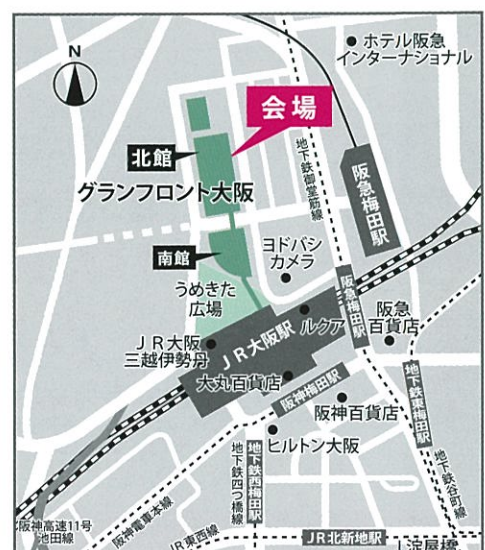 N
ホテル阪急
インターナショナル
会場
北館
グランフロント大阪
地下鉄御堂筋線
阪急梅田駅
南館
ヨドバシ
カメラ
うめきた
広場
阪急梅田駅
ルクア
阪急
百貨店
JR大阪
三越伊勢丹
JR大阪駅
大丸百貨店
阪神梅田駅
阪神百貨店
地下鉄東梅田駅
ヒルトン大阪
地下鉄四つ橋線
地下鉄西梅田駅
地下鉄谷町線
阪神高速11号
池田線
阪神電車本線
JR東西線
JR北新地駅